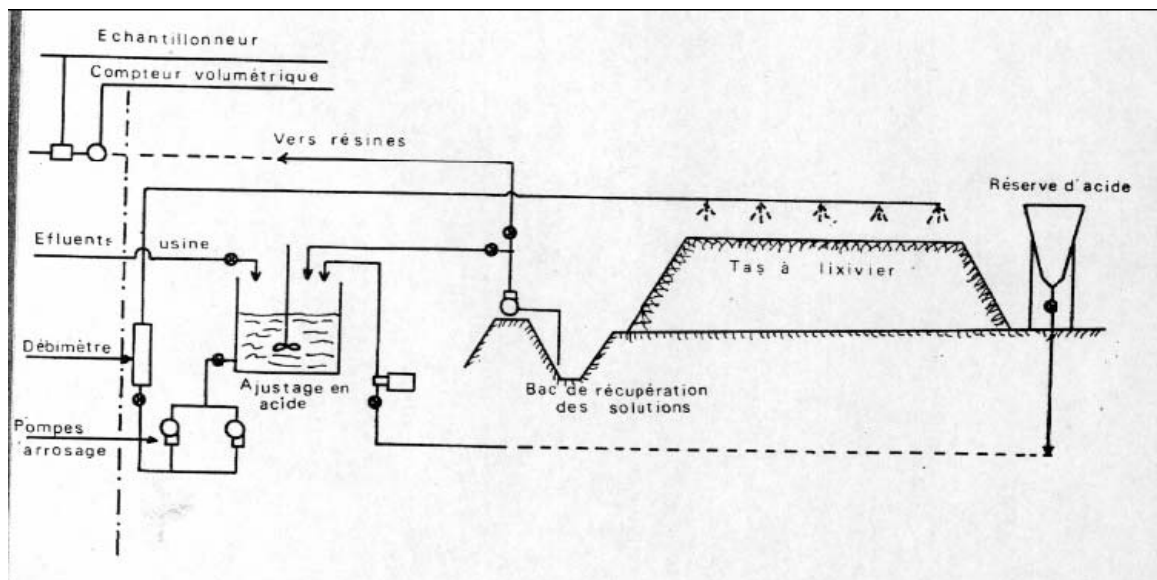 Echantillonneur
Compteur volumétrique
Vers résines
Réserve d'acide
Efluents usine
Tas à lixivier
Débimètre
Ajustage en
acide
Bac de récupération
des solutions
Pompes
d'arrosage